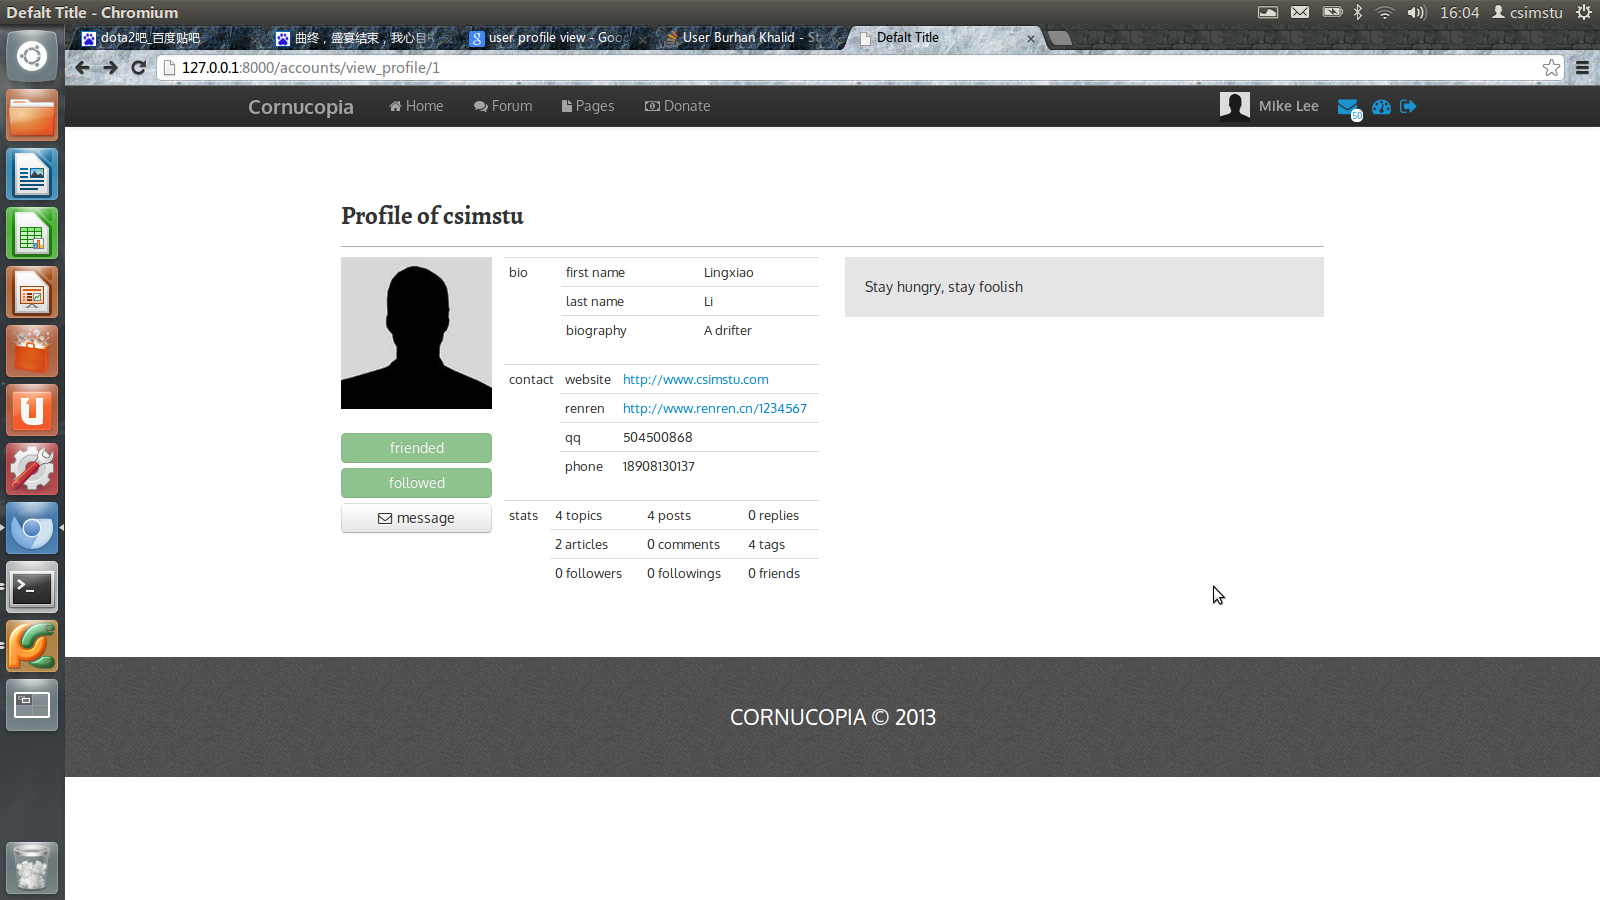 Defalt Title - Chromium
16:04
csimstu
dota2吧_百度贴吧
曲终，盛宴结束，我心目
user profile view - Goo
User Burhan Khalid - St
Defalt Title
127.0.0.1:8000/accounts/view_profile/1
Cornucopia
Home
Forum
Pages
Donate
Mike Lee
50
Profile of csimstu
bio
first name
Lingxiao
last name
Li
biography
A drifter
Stay hungry, stay foolish
contact
website
http://www.csimstu.com
renren
http://www.renren.cn/1234567
qq
504500868
phone
18908130137
friended
followed
message
stats
4 topics
4 posts
0 replies
2 articles
0 comments
4 tags
0 followers
0 followings
0 friends
CORNUCOPIA © 2013